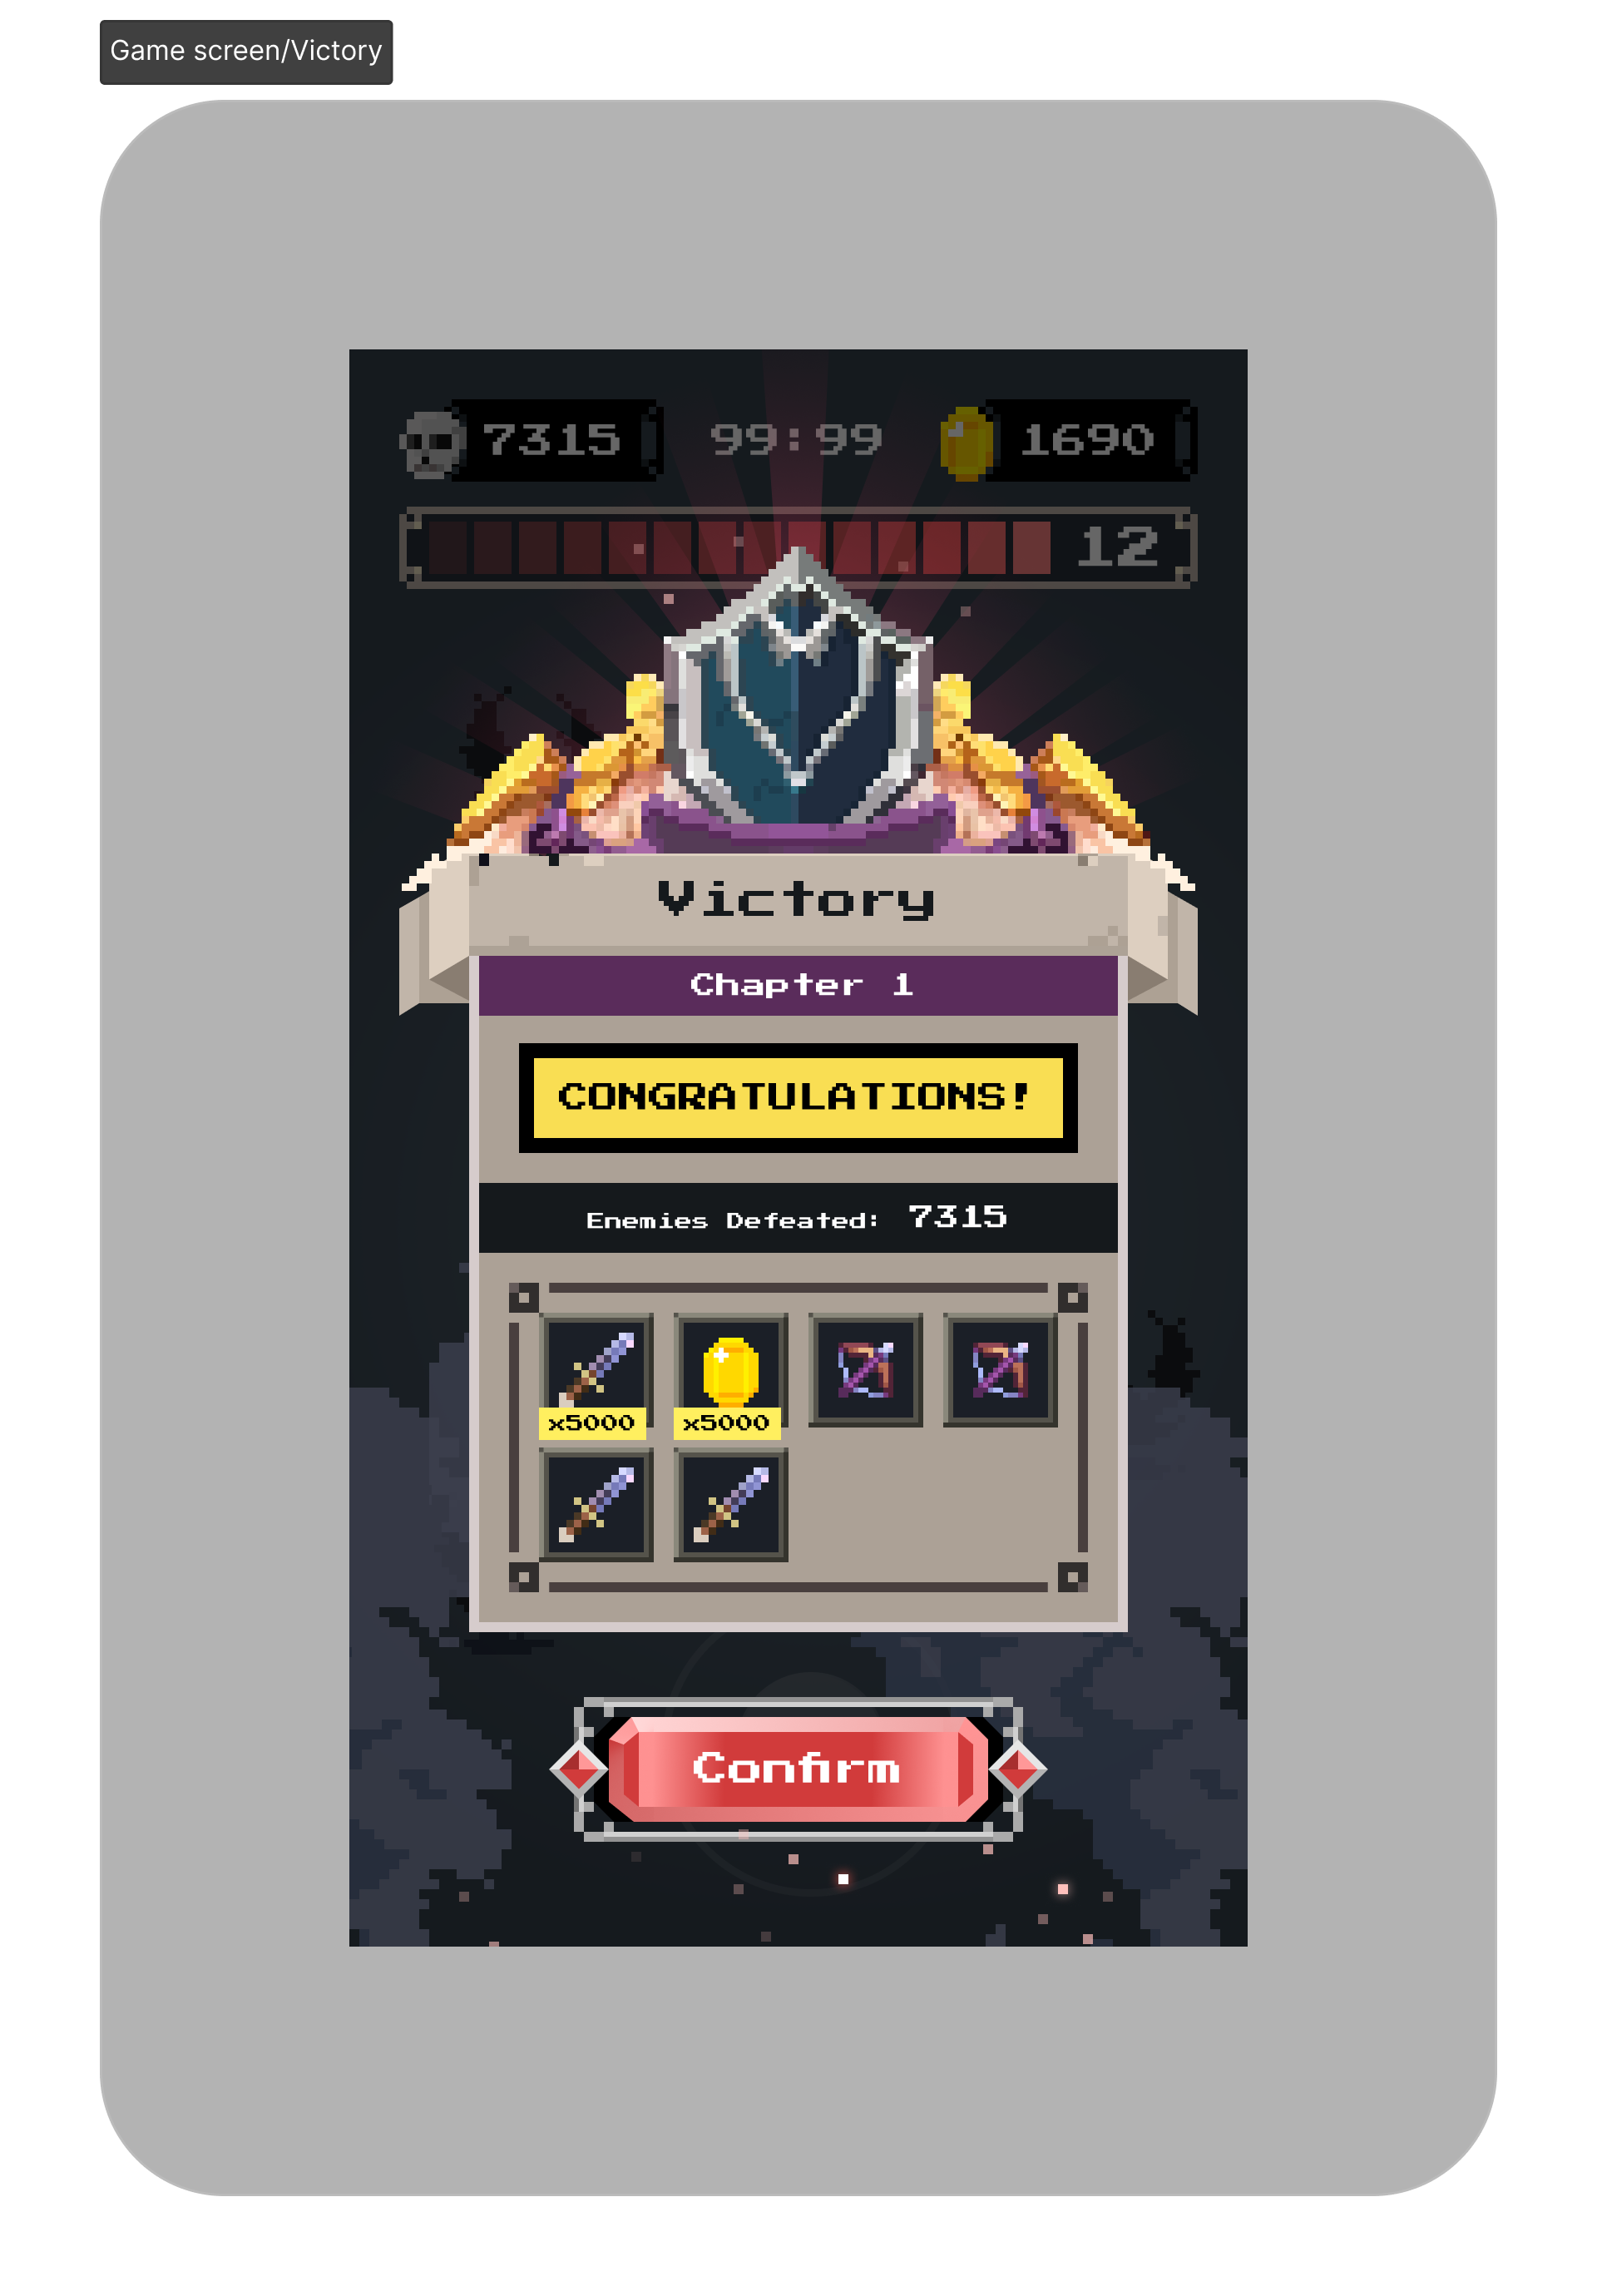 Game screen/Victory
7315 99:99 1690
12
Victory
Chapter 1
CONGRATULATIONS!
Enemies Defeated: 7315
x5000 x5000
Confirm